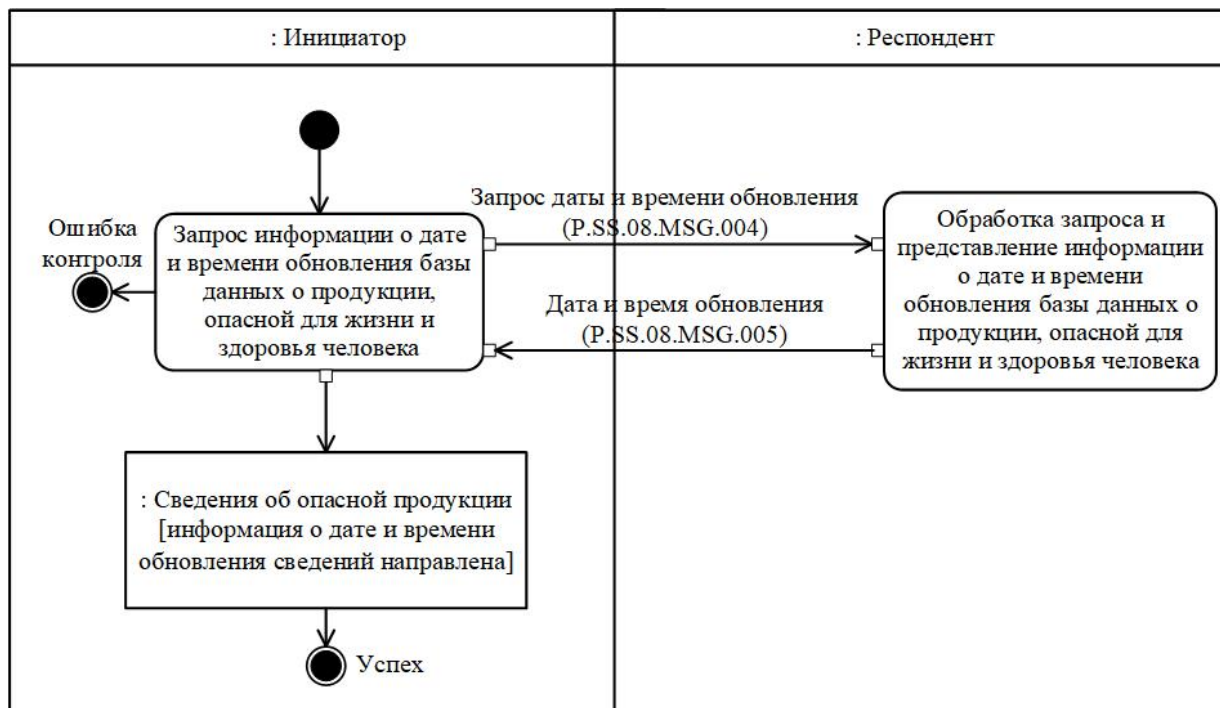 : Инициатор
: Респондент
Ошибка
контроля
Запрос информации о дате
и времени обновления базы
данных о продукции,
опасной для жизни и
здоровья человека
Запрос даты и времени обновления
(P.SS.08.MSG.004)
Дата и время обновления
(P.SS.08.MSG.005)
Обработка запроса и
представление информации
о дате и времени
обновления базы данных о
продукции, опасной для
жизни и здоровья человека
: Сведения об опасной продукции
[информация о дате и времени
обновления сведений направлена]
Успех